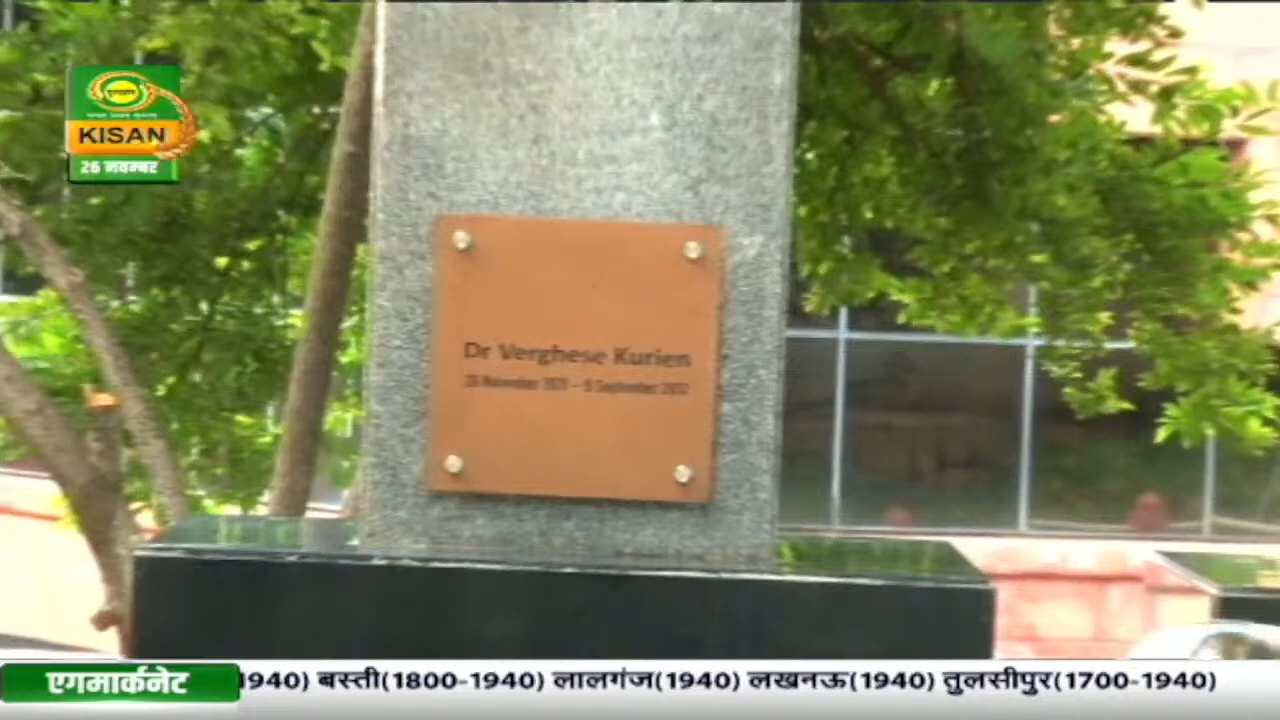 KISAN
26 नवम्बर
Dr Verghese Kurien
26 November 1921 - 9 September 2012
एगमार्कनेट
1940) बस्ती(1800-1940) लालगंज(1940) लखनऊ(1940) तुलसीपुर(1700-1940)